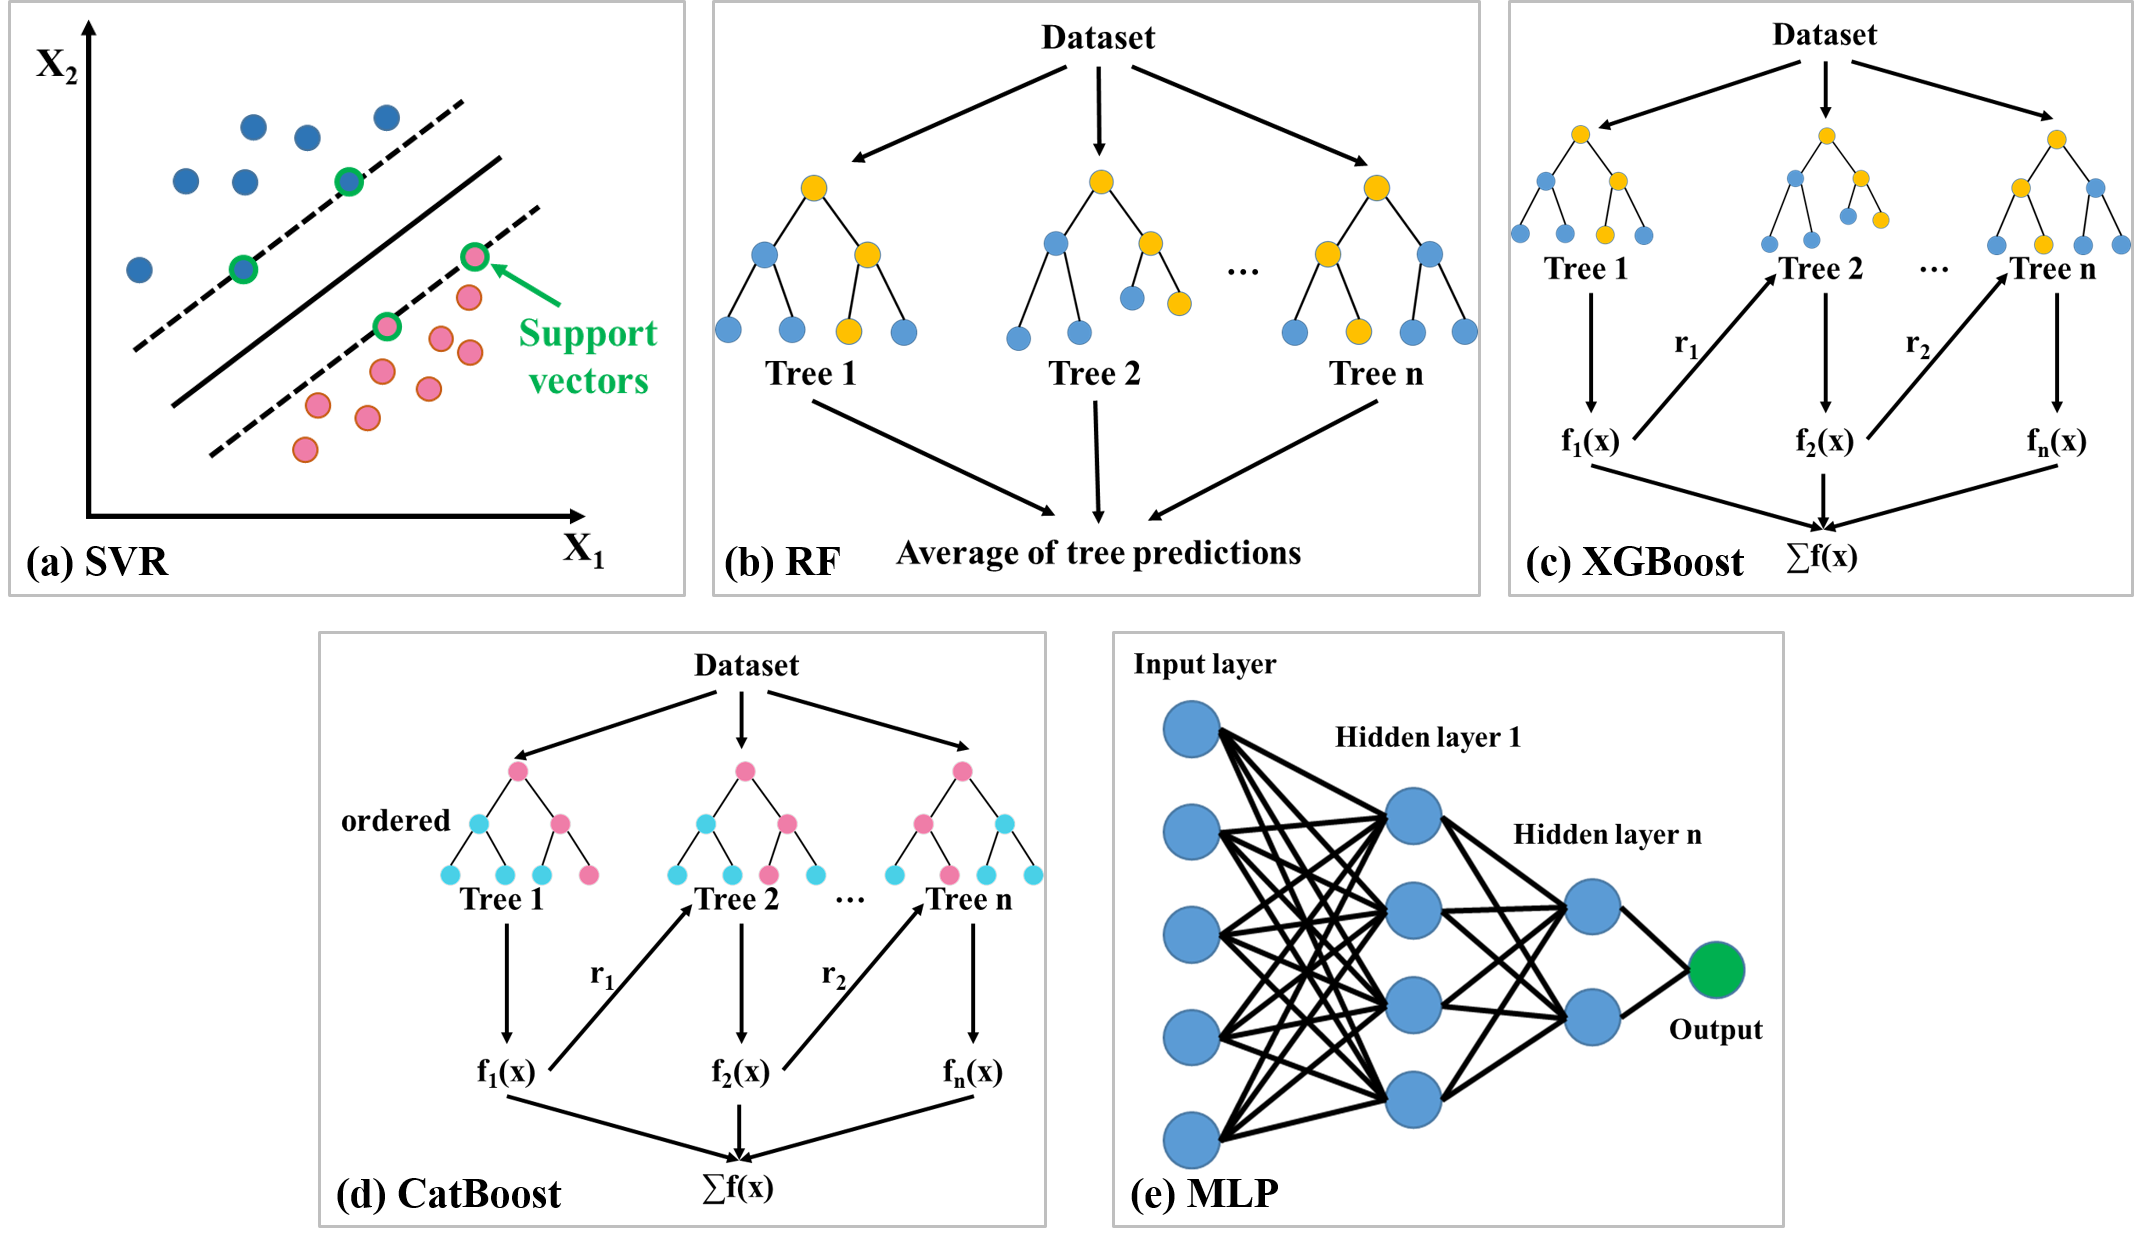 X₂
Support
vectors
X₁
(a) SVR
Dataset
...
Tree 1
Tree 2
Tree n
Average of tree predictions
(b) RF
Dataset
Tree 1
Tree 2
...
Tree n
r₁
r₂
f₁(x)
f₂(x)
fₙ(x)
∑f(x)
(c) XGBoost
Dataset
ordered
Tree 1
Tree 2
...
Tree n
r₁
r₂
f₁(x)
f₂(x)
fₙ(x)
∑f(x)
(d) CatBoost
Input layer
Hidden layer 1
Hidden layer n
Output
(e) MLP